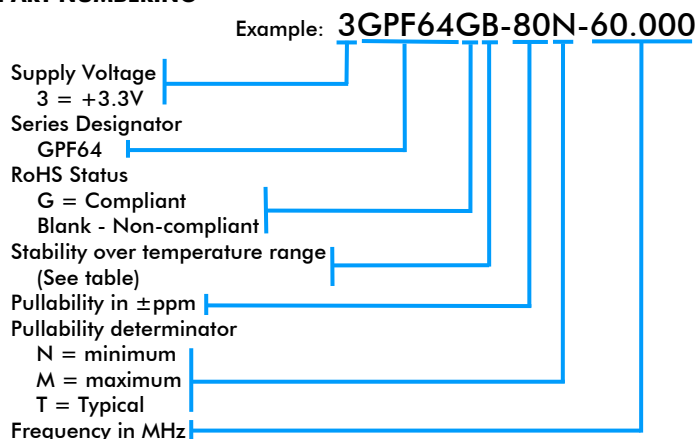 Example: 3GPF64GB-80N-60.000
Supply Voltage
3 = +3.3V
Series Designator
GPF64
RoHS Status
G = Compliant
Blank - Non-compliant
Stability over temperature range
(See table)
Pullability in ±ppm
Pullability determinator
N = minimum
M = maximum
T = Typical
Frequency in MHz